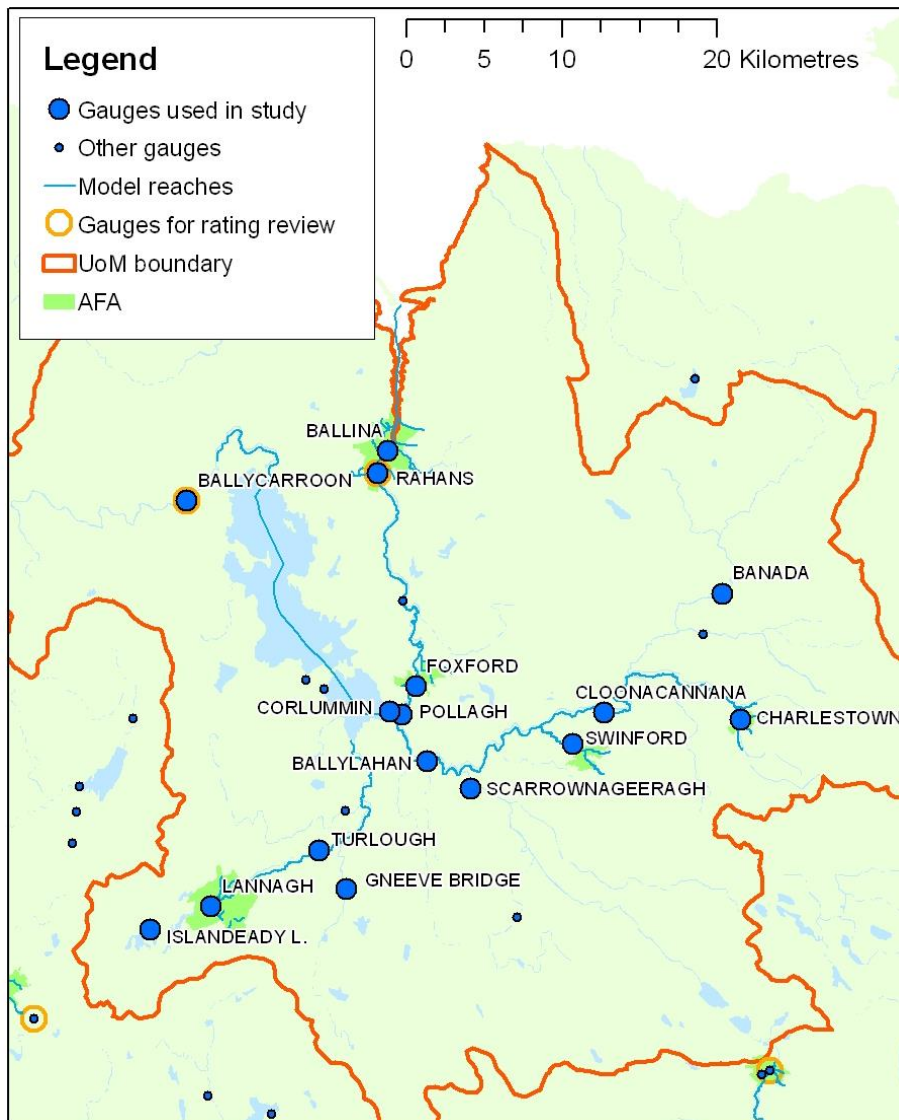 Legend
Gauges used in study
Other gauges
Model reaches
Gauges for rating review
UoM boundary
AFA
0 5 10 20 Kilometres
BALLINA
BALLYCARROON
RAHANS
BANADA
FOXFORD
CLOONACANNANA
CORLUMMIN
POLLAGH
CHARLESTOWN
SWINFORD
BALLYLAHAN
SCARROWNAGEERAGH
TURLOUGH
LANNAGH
GNEEVE BRIDGE
ISLANDEADY L.